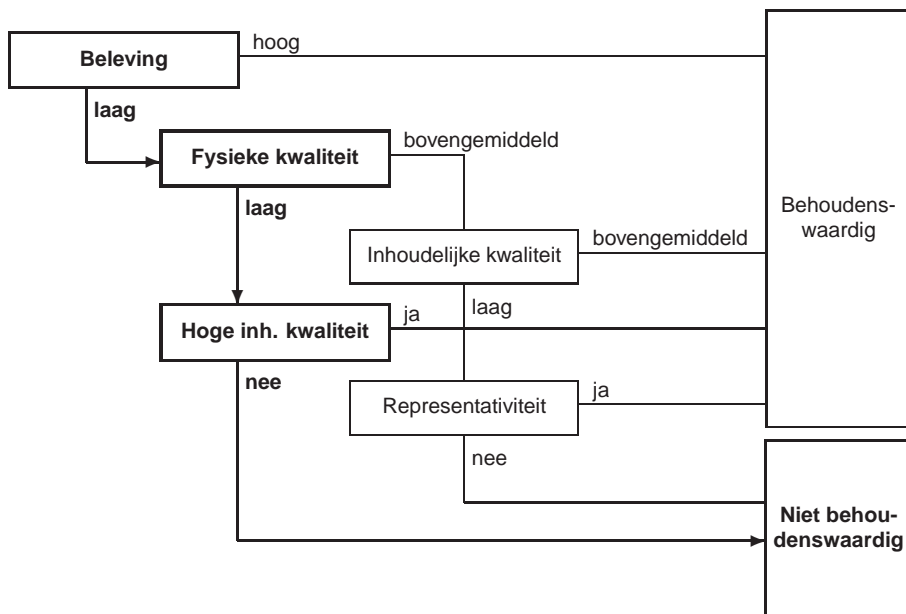 hoog
Beleving
laag
bovengemiddeld
Fysieke kwaliteit
laag
Behoudens-
waardig
bovengemiddeld
Inhoudelijke kwaliteit
laag
ja
Hoge inh. kwaliteit
nee
ja
Representativiteit
nee
Niet behou-
denswaardig